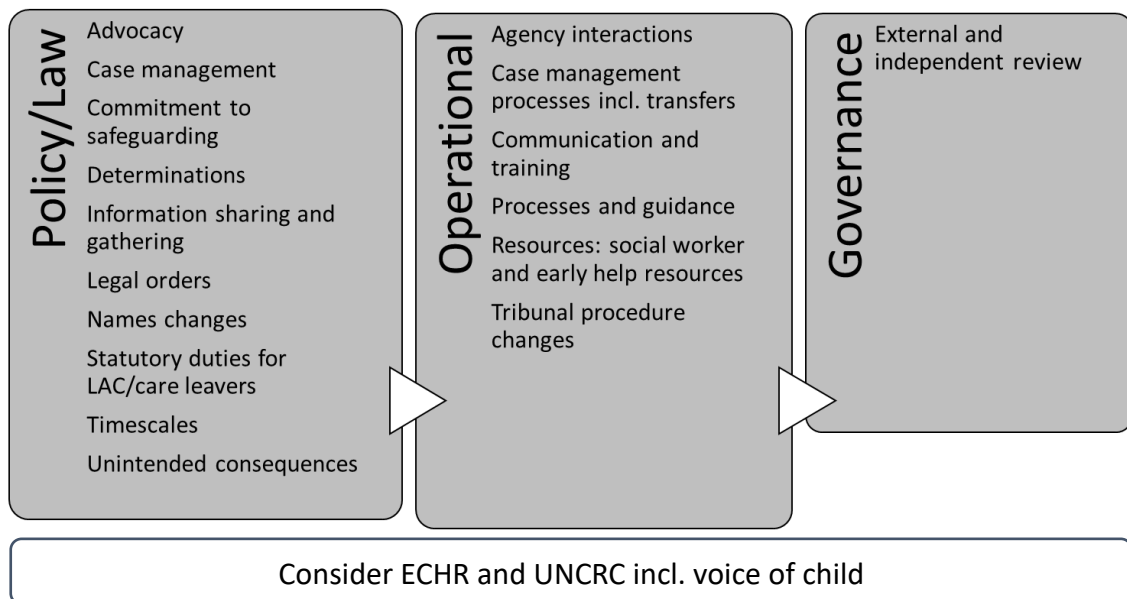 Policy/Law
Advocacy
Case management
Commitment to
safeguarding
Determinations
Information sharing and
gathering
Legal orders
Names changes
Statutory duties for
LAC/care leavers
Timescales
Unintended consequences
Operational
Agency interactions
Case management
processes incl. transfers
Communication and
training
Processes and guidance
Resources: social worker
and early help resources
Tribunal procedure
changes
Governance
External and
independent review
Consider ECHR and UNCRC incl. voice of child